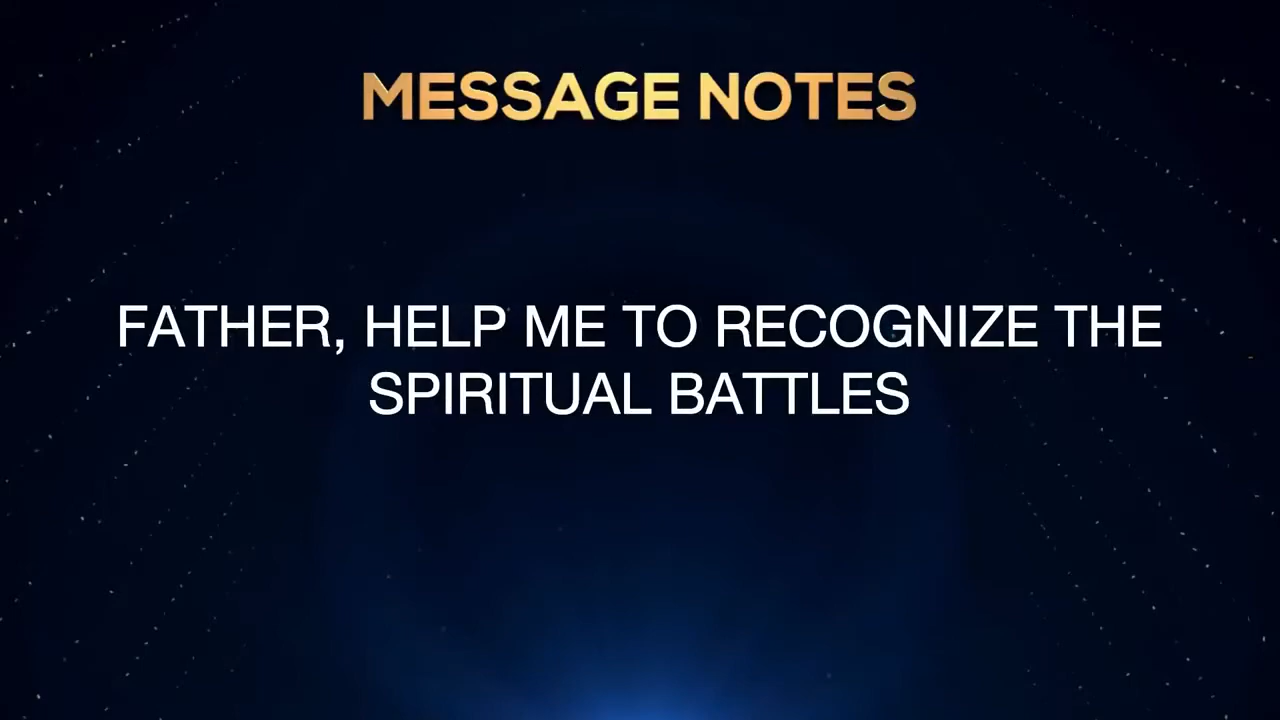 MESSAGE NOTES
FATHER, HELP ME TO RECOGNIZE THE
SPIRITUAL BATTLES